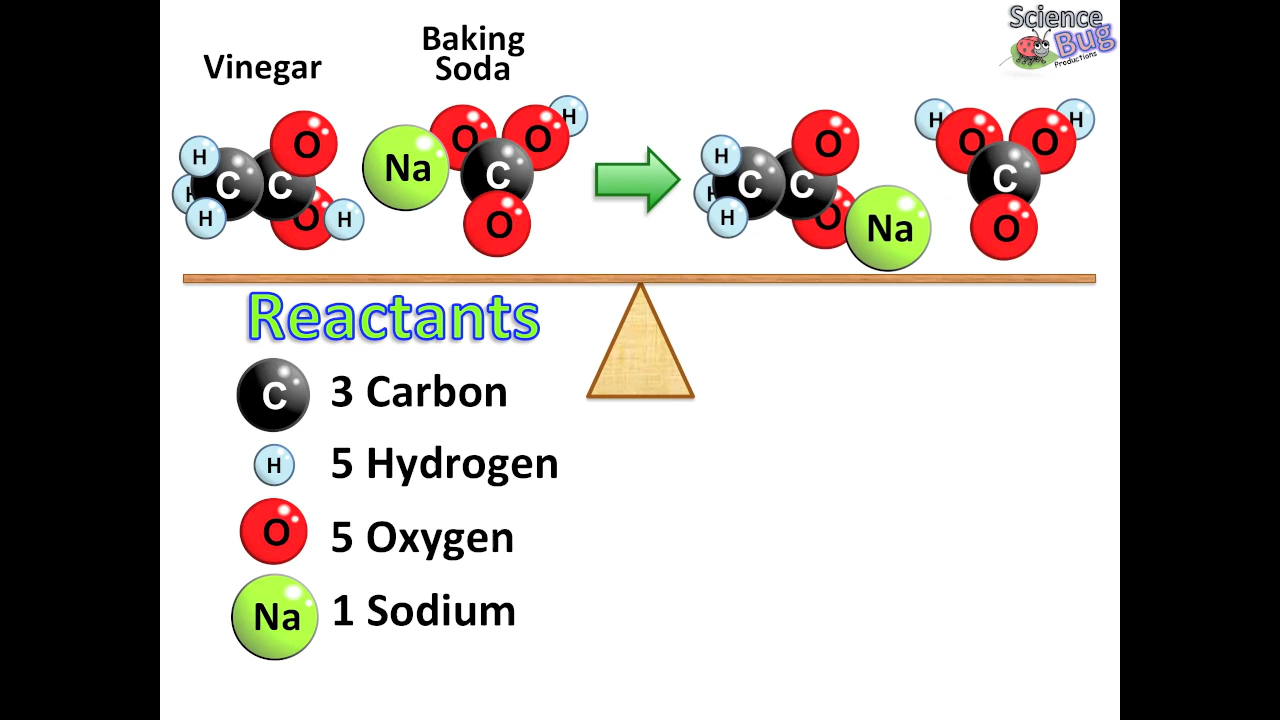 Science
Bug
Productions
Vinegar
Baking
Soda
H
H
H
C
C
O
O
H
Na
O
O
H
C
O
H
H
H
C
C
O
O
Na
H
O
O
H
C
O
Reactants
C 3 Carbon
H 5 Hydrogen
O 5 Oxygen
Na 1 Sodium